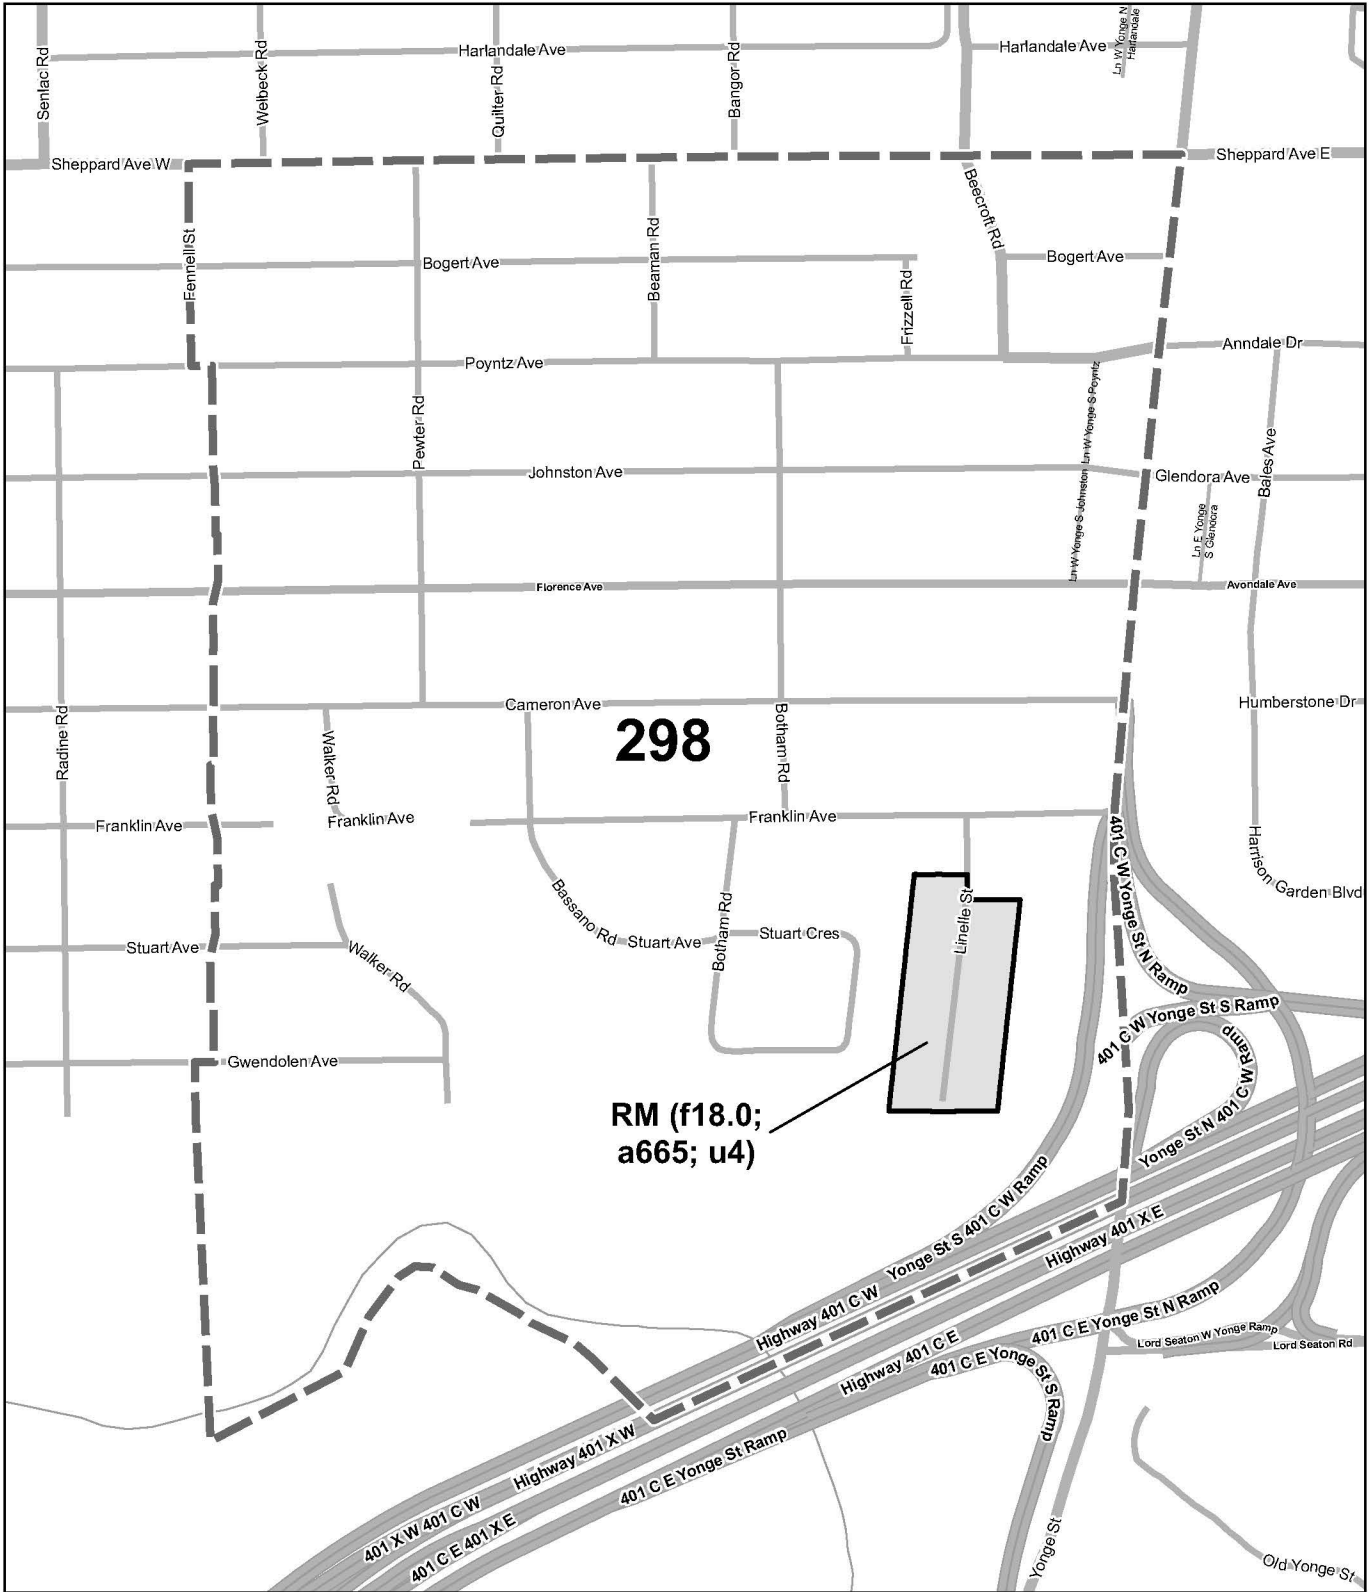 Senlac Rd
Welbeck Rd
Harlandale Ave
Quilter Rd
Bangor Rd
Harlandale Ave
Ln W Yonge N
Harlandale
Sheppard Ave W
Sheppard Ave E
Fennell St
Bogert Ave
Beaman Rd
Beecroft Rd
Frizzell Rd
Bogert Ave
Poyntz Ave
Anndale Dr
Pewter Rd
Ln W Yonge S Poyntz
Johnston Ave
Glendora Ave
Bales Ave
Ln W Yonge S Johnston
Ln E Yonge
S Glendora
Florence Ave
Avondale Ave
Radine Rd
Cameron Ave
298
Botham Rd
Humberstone Dr
Walker Rd
Franklin Ave
Franklin Ave
Franklin Ave
401 C W Yonge St N Ramp
Harrison Garden Blvd
Bassano Rd
Botham Rd
Linelle St
Stuart Ave
Stuart Ave
Stuart Cres
Walker Rd
401 C W Yonge St S Ramp
Gwendolen Ave
Yonge St N 401 C W Ramp
RM (f18.0;
a665; u4)
Yonge St S 401 C W Ramp
Highway 401 X E
Highway 401 C W
401 C E Yonge St N Ramp
Lord Seaton W Yonge Ramp
Lord Seaton Rd
Highway 401 C E
401 C E Yonge St S Ramp
Highway 401 X W
401 C E Yonge St Ramp
401 X W 401 C W
401 C E 401 X E
Yonge St
Old Yonge St